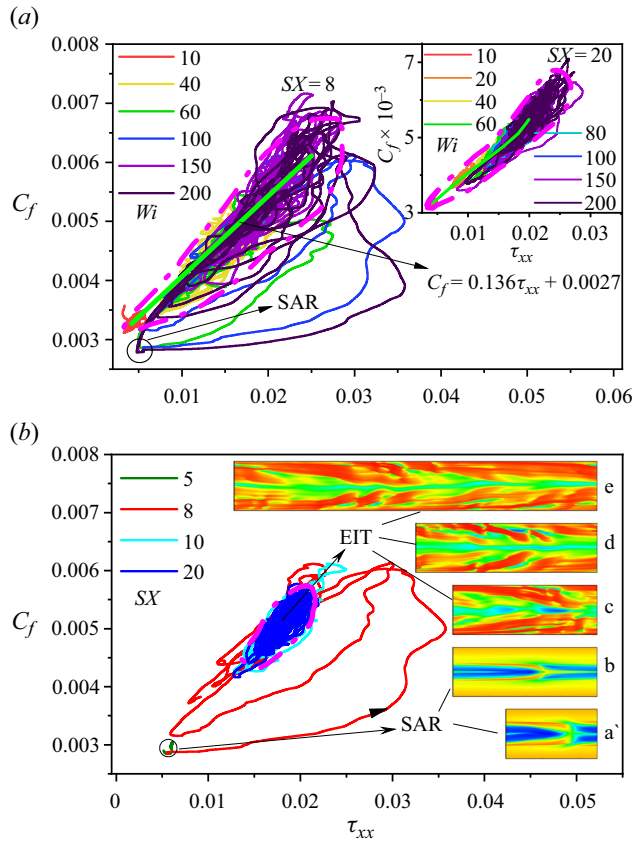 (a)
0.008
0.007
0.006
C_f
0.005
0.004
0.003
10
40
60
100
150
200
Wi
SX = 8
SAR
C_f = 0.136τ_xx + 0.0027
0.01
0.02
0.03
0.04
0.05
0.06
7
C_f × 10^−3
5
3
10
20
40
60
Wi
SX = 20
80
100
150
200
0.01
0.02
0.03
τ_xx
(b)
0.008
0.007
0.006
C_f
0.005
0.004
0.003
5
8
10
20
SX
EIT
SAR
e
d
c
b
a`
0
0.01
0.02
0.03
0.04
0.05
τ_xx